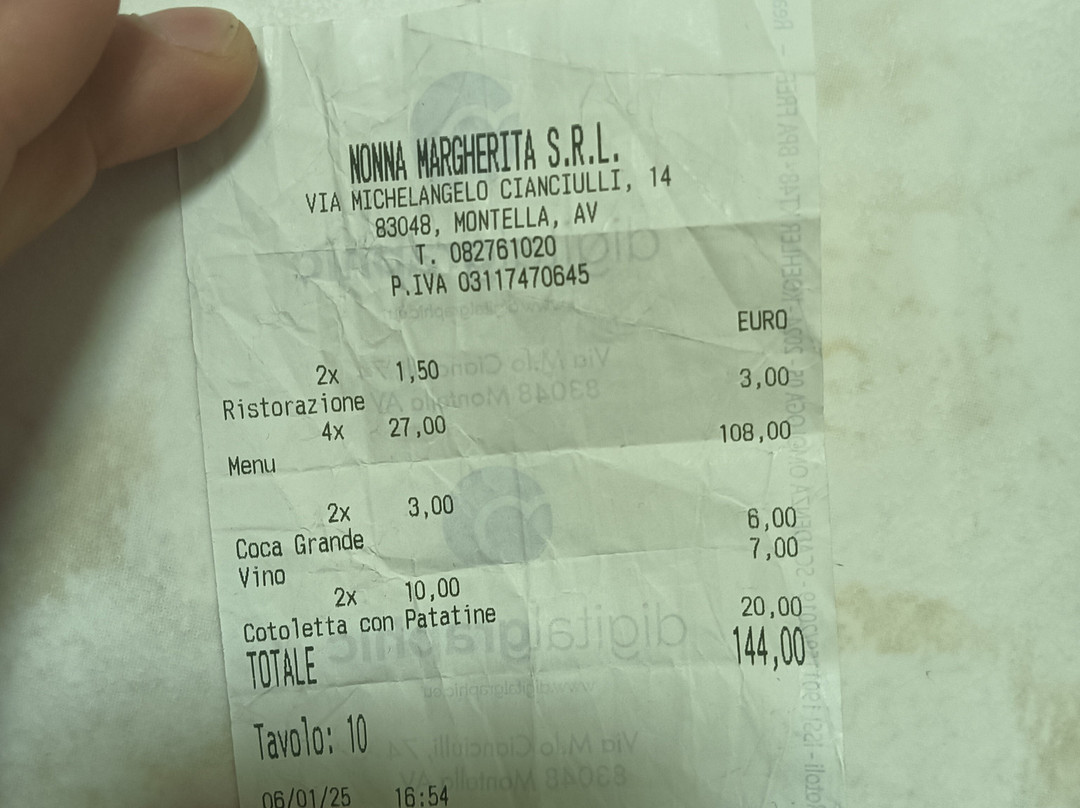 NONNA MARGHERITA S.R.L.
VIA MICHELANGELO CIANCIULLI, 14
83048, MONTELLA, AV
T. 082761020
P.IVA 03117470645
EURO
2x 1,50 3,00
Ristorazione
4x 27,00 108,00
Menu
2x 3,00 6,00
Coca Grande
Vino 7,00
2x 10,00 20,00
Cotoletta con Patatine
TOTALE 144,00
Tavolo: 10
06/01/25 16:54